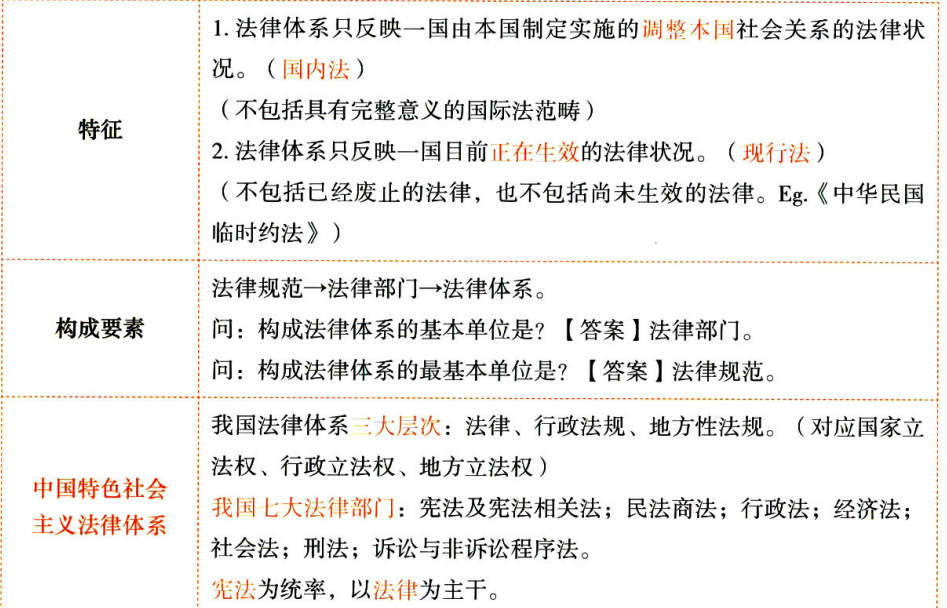 特征
1. 法律体系只反映一国由本国制定实施的调整本国社会关系的法律状
况。（国内法）
（不包括具有完整意义的国际法范畴）
2. 法律体系只反映一国目前正在生效的法律状况。（现行法）
（不包括已经废止的法律，也不包括尚未生效的法律。Eg.《中华民国
临时约法》）
构成要素
法律规范→法律部门→法律体系。
问：构成法律体系的基本单位是？【答案】法律部门。
问：构成法律体系的最基本单位是？【答案】法律规范。
中国特色社会
主义法律体系
我国法律体系三大层次：法律、行政法规、地方性法规。（对应国家立
法权、行政立法权、地方立法权）
我国七大法律部门：宪法及宪法相关法；民法商法；行政法；经济法；
社会法；刑法；诉讼与非诉讼程序法。
宪法为统率，以法律为主干。